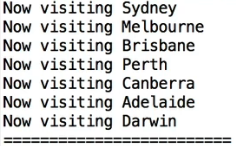 Now visiting Sydney
Now visiting Melbourne
Now visiting Brisbane
Now visiting Perth
Now visiting Canberra
Now visiting Adelaide
Now visiting Darwin
=========================